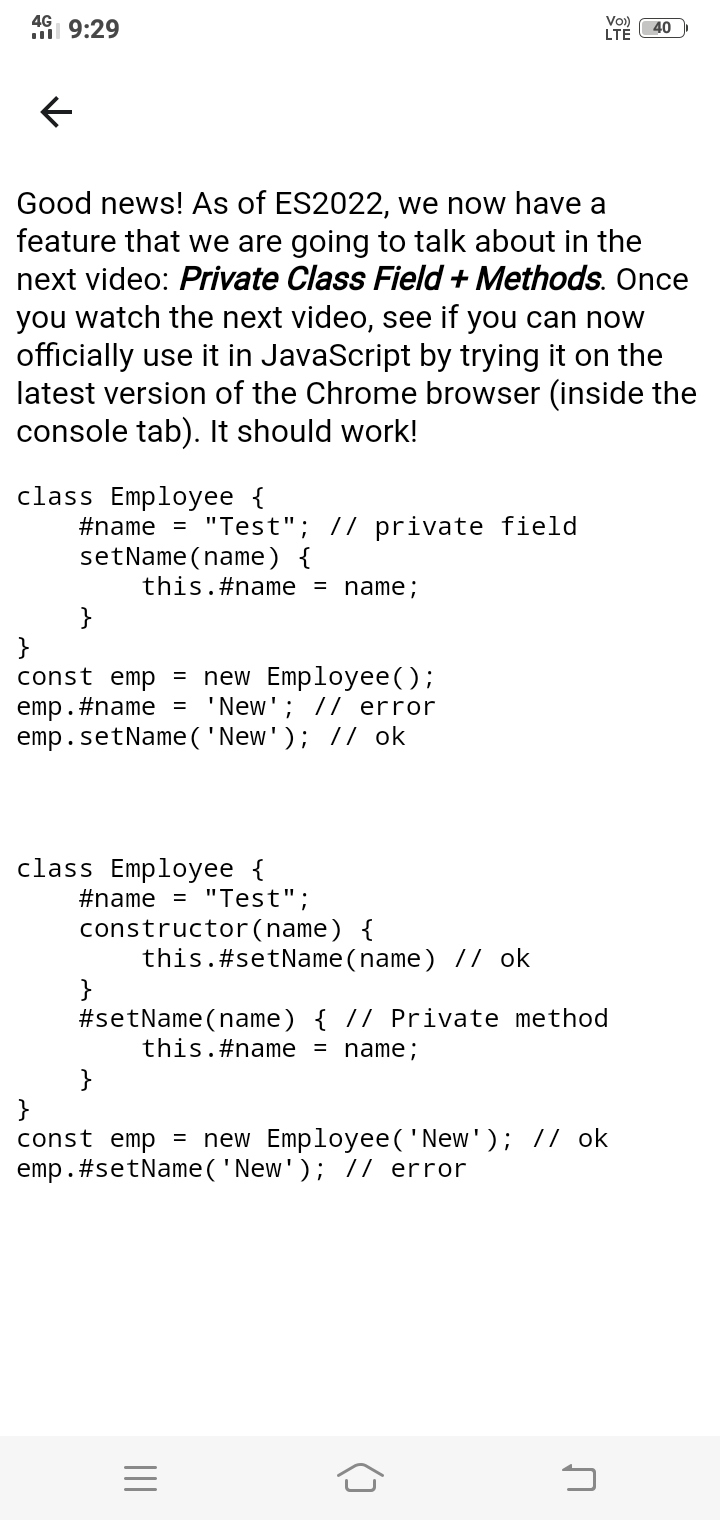 4G 9:29 Vo)) LTE 40
Good news! As of ES2022, we now have a
feature that we are going to talk about in the
next video: Private Class Field + Methods. Once
you watch the next video, see if you can now
officially use it in JavaScript by trying it on the
latest version of the Chrome browser (inside the
console tab). It should work!
class Employee {
    #name = "Test"; // private field
    setName(name) {
        this.#name = name;
    }
}
const emp = new Employee();
emp.#name = 'New'; // error
emp.setName('New'); // ok
class Employee {
    #name = "Test";
    constructor(name) {
        this.#setName(name) // ok
    }
    #setName(name) { // Private method
        this.#name = name;
    }
}
const emp = new Employee('New'); // ok
emp.#setName('New'); // error